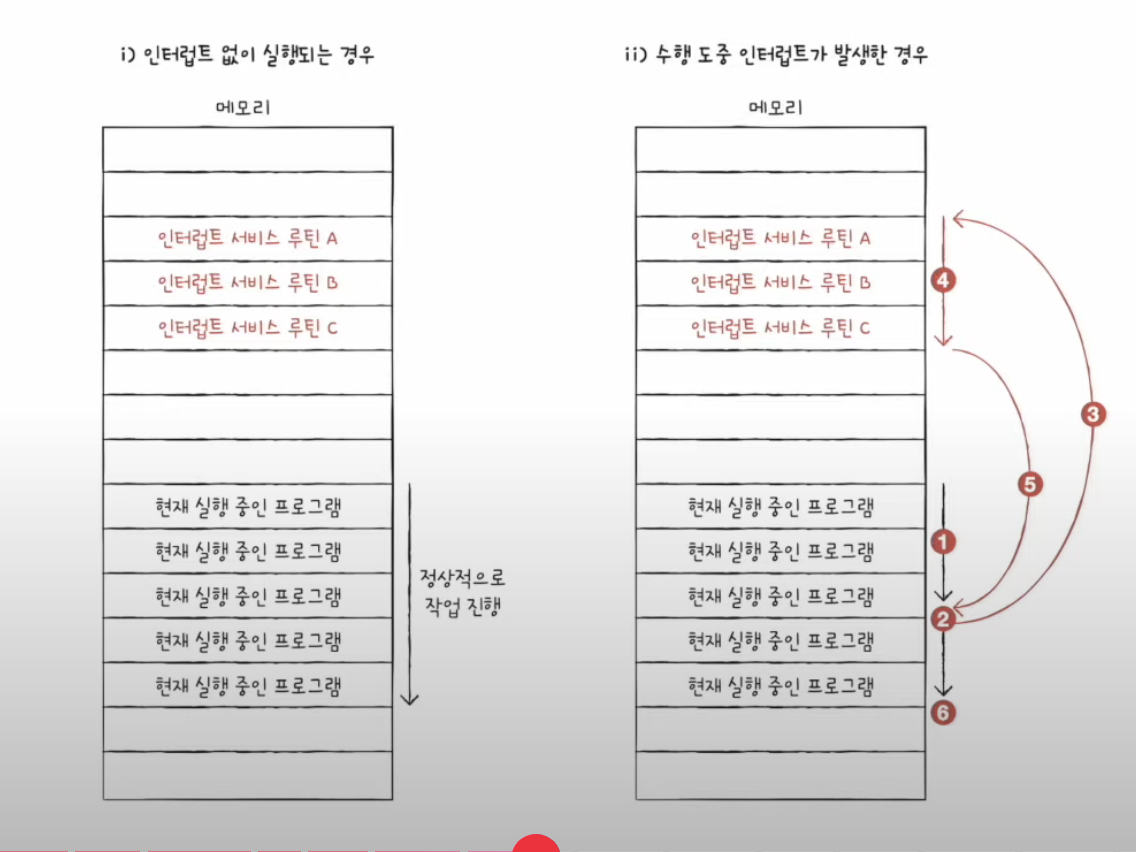 i) 인터럽트 없이 실행되는 경우
메모리
인터럽트 서비스 루틴 A
인터럽트 서비스 루틴 B
인터럽트 서비스 루틴 C
현재 실행 중인 프로그램
현재 실행 중인 프로그램
현재 실행 중인 프로그램
현재 실행 중인 프로그램
현재 실행 중인 프로그램
정상적으로
작업 진행
ii) 수행 도중 인터럽트가 발생한 경우
메모리
인터럽트 서비스 루틴 A
인터럽트 서비스 루틴 B
인터럽트 서비스 루틴 C
현재 실행 중인 프로그램
현재 실행 중인 프로그램
현재 실행 중인 프로그램
현재 실행 중인 프로그램
현재 실행 중인 프로그램
4
3
5
1
2
6